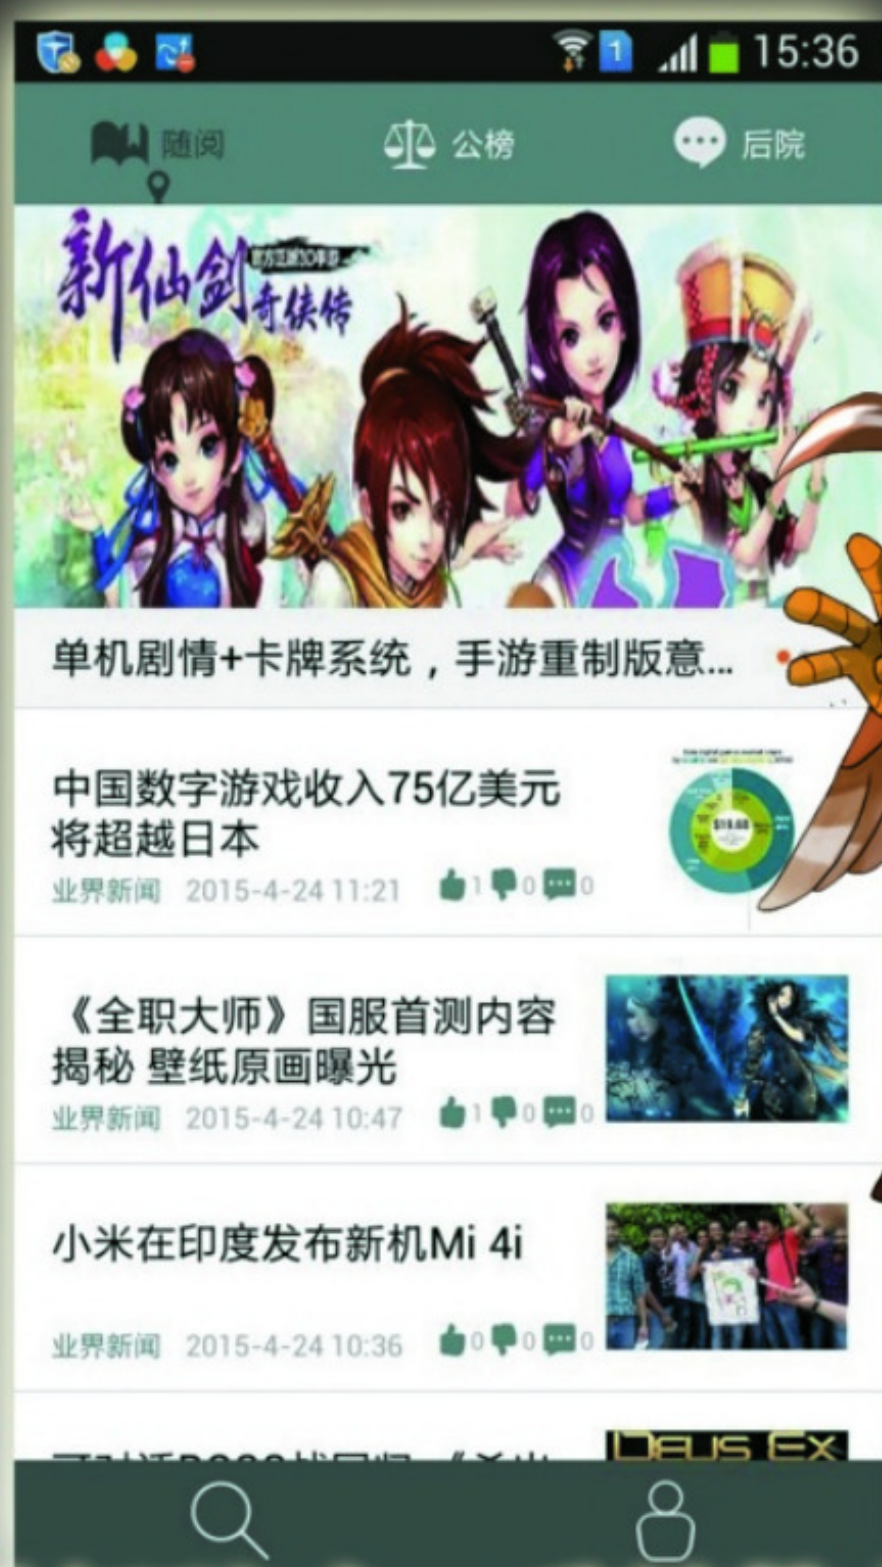 1 15:36
随阅 公榜 后院
新仙剑
奇侠传
单机剧情+卡牌系统，手游重制版意...
中国数字游戏收入75亿美元
将超越日本
业界新闻 2015-4-24 11:21 1 0 0
《全职大师》国服首测内容
揭秘 壁纸原画曝光
业界新闻 2015-4-24 10:47 1 0 0
小米在印度发布新机Mi 4i
业界新闻 2015-4-24 10:36 0 0 0
DEUS EX